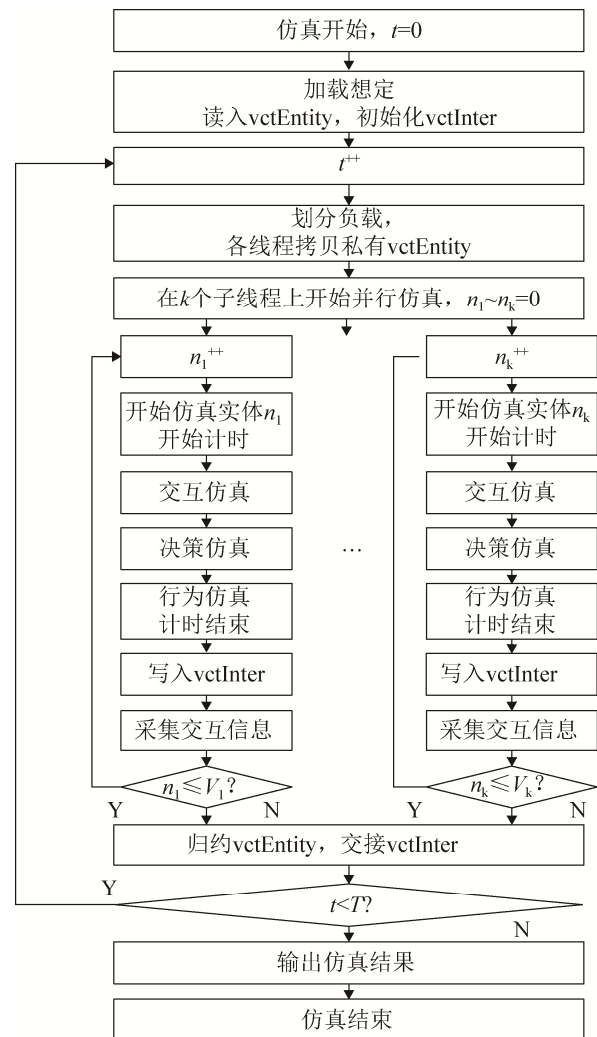 仿真开始，t=0
加载想定
读入vctEntity，初始化vctInter
t++
划分负载，
各线程拷贝私有vctEntity
在k个子线程上开始并行仿真，n1~nk=0
n1++
nk++
开始仿真实体n1
开始计时
开始仿真实体nk
开始计时
交互仿真
交互仿真
决策仿真
…
决策仿真
行为仿真
计时结束
行为仿真
计时结束
写入vctInter
写入vctInter
采集交互信息
采集交互信息
n1≤V1?
nk≤Vk?
Y
N
Y
N
归约vctEntity，交接vctInter
Y
t<T?
N
输出仿真结果
仿真结束